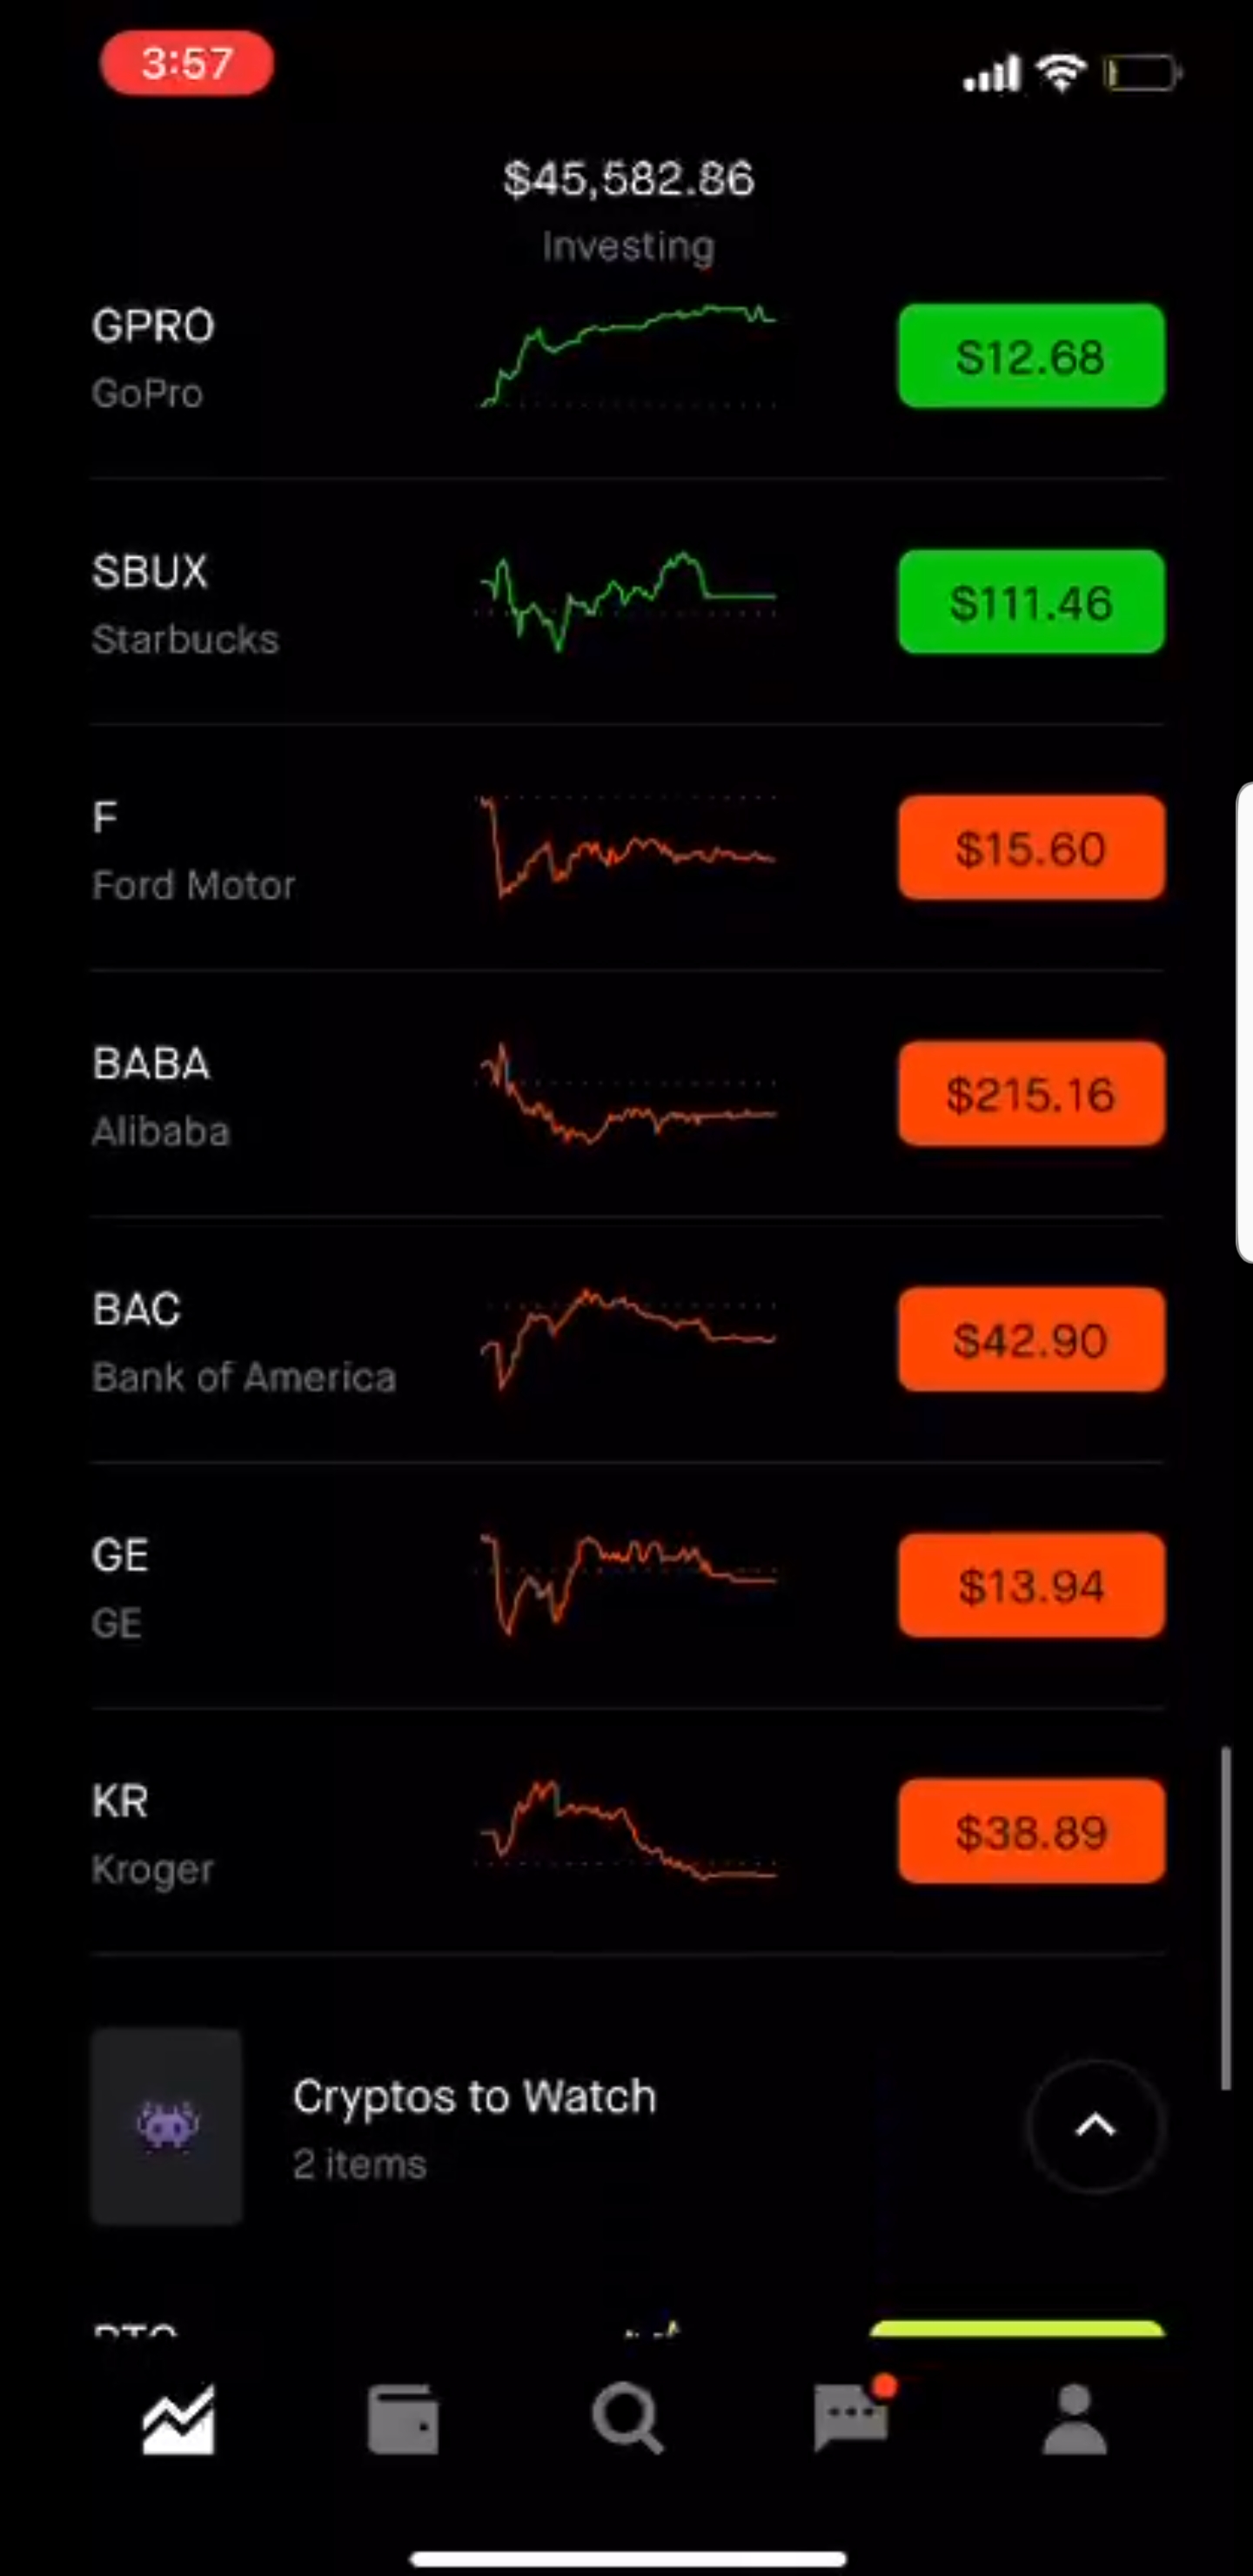 3:57
$45,582.86
Investing
GPRO
GoPro
$12.68
SBUX
Starbucks
$111.46
F
Ford Motor
$15.60
BABA
Alibaba
$215.16
BAC
Bank of America
$42.90
GE
GE
$13.94
KR
Kroger
$38.89
Cryptos to Watch
2 items